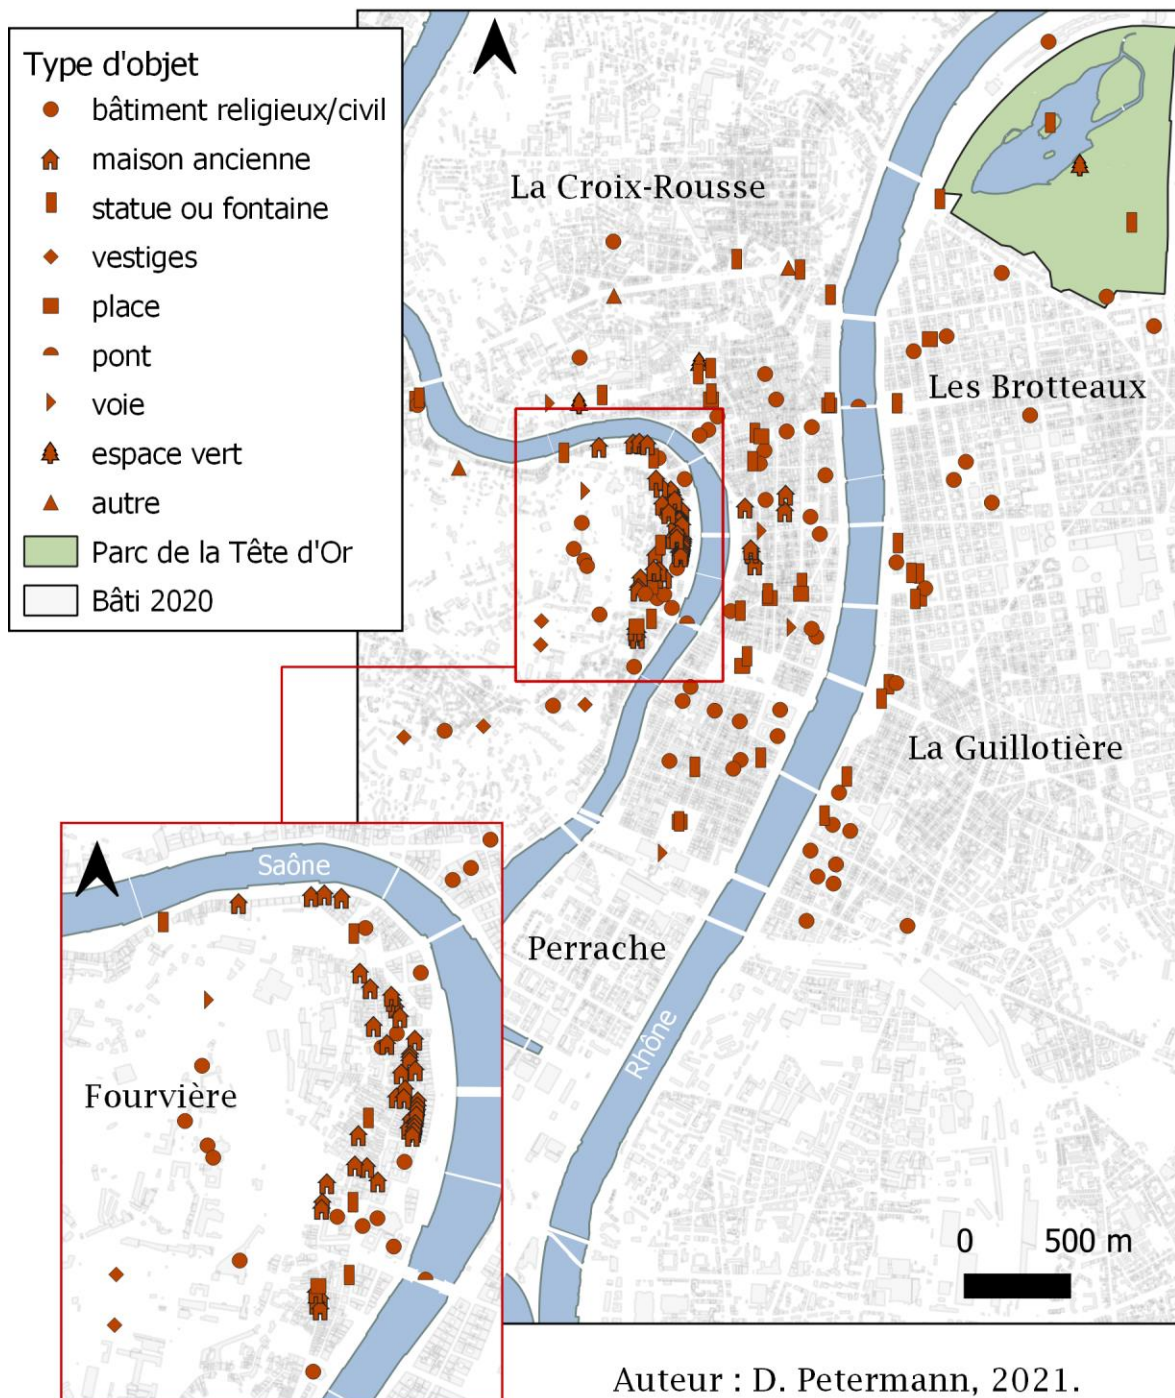 Type d'objet
bâtiment religieux/civil
maison ancienne
statue ou fontaine
vestiges
place
pont
voie
espace vert
autre
Parc de la Tête d'Or
Bâti 2020
La Croix-Rousse
Les Brotteaux
La Guillotière
Perrache
Rhône
Saône
Fourvière
0 500 m
Auteur : D. Petermann, 2021.